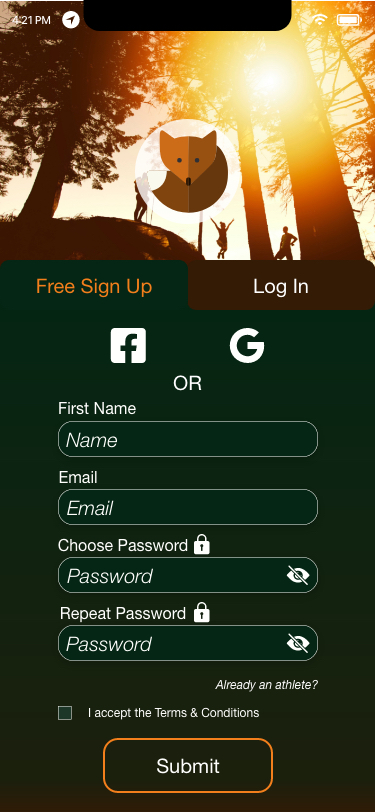 4:21 PM
Free Sign Up
Log In
OR
First Name
Name
Email
Email
Choose Password
Password
Repeat Password
Password
Already an athlete?
I accept the Terms & Conditions
Submit